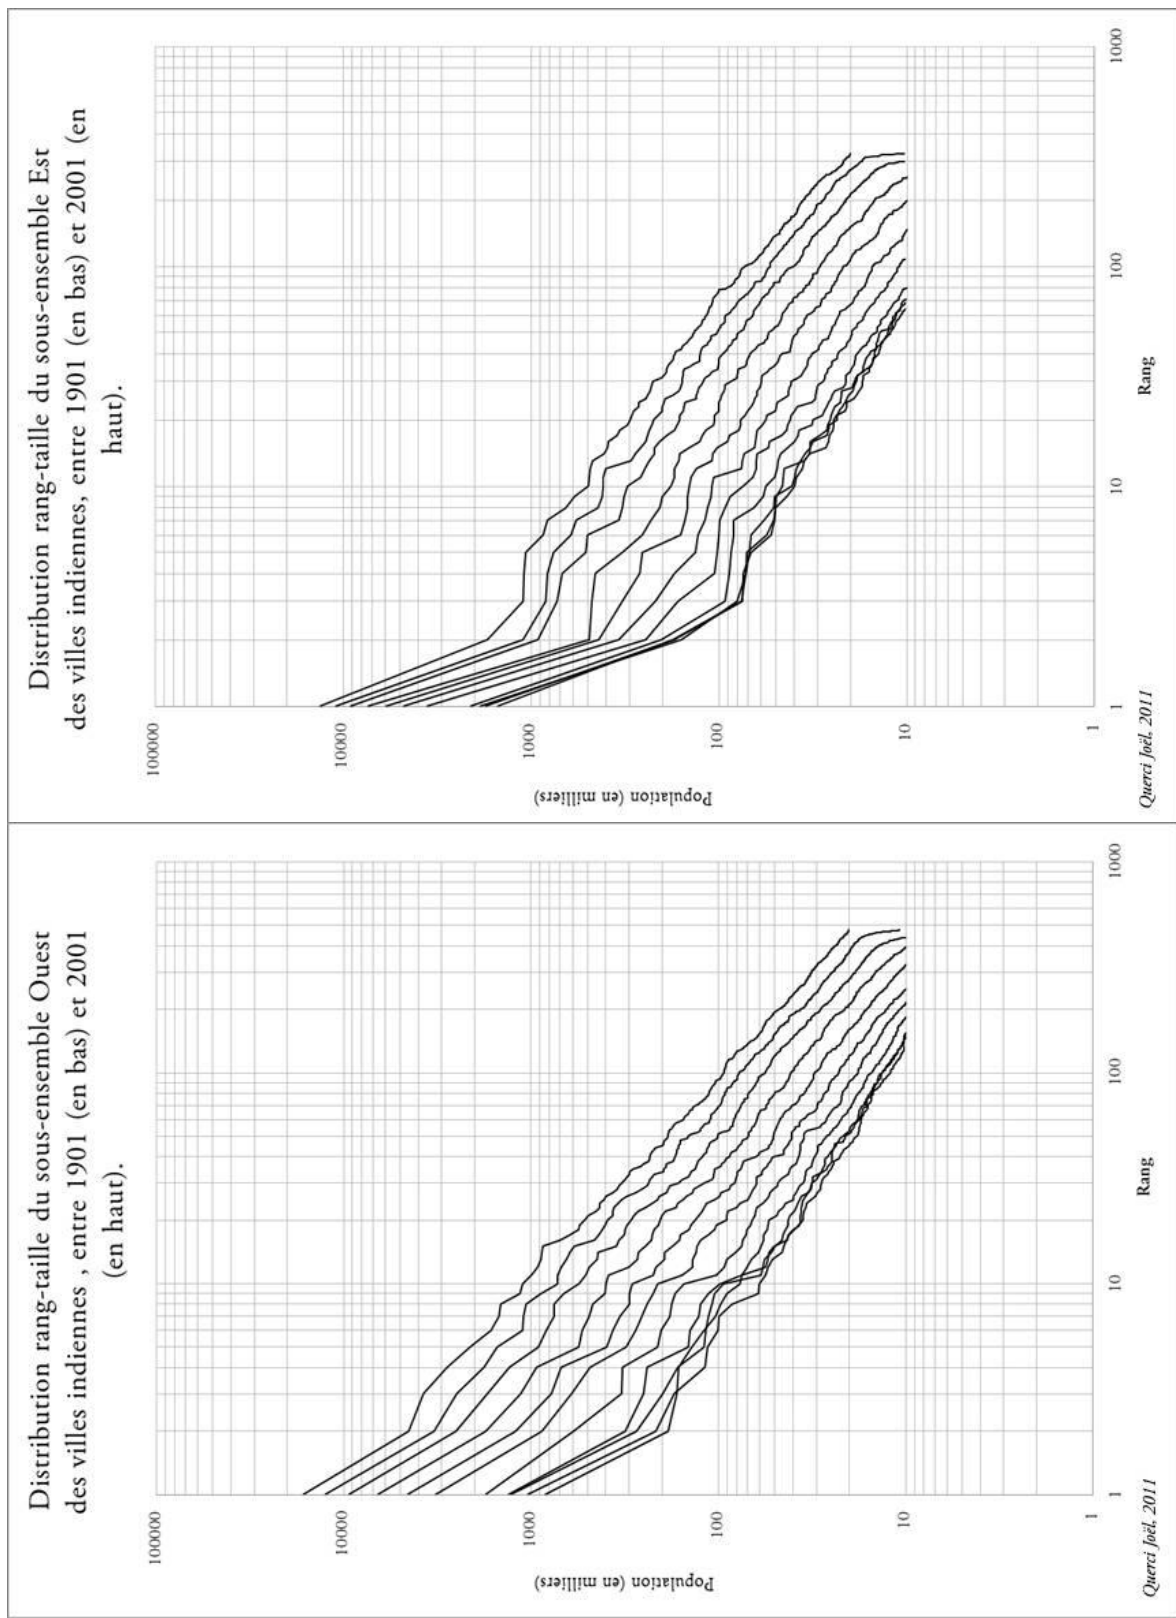 Distribution rang-taille du sous-ensemble Ouest
des villes indiennes , entre 1901 (en bas) et 2001
(en haut).
100000
10000
1000
100
10
1
Population (en milliers)
1
10
100
1000
Rang
Querci Joël, 2011
Distribution rang-taille du sous-ensemble Est
des villes indiennes, entre 1901 (en bas) et 2001 (en
haut).
100000
10000
1000
100
10
1
Population (en milliers)
1
10
100
1000
Rang
Querci Joël, 2011